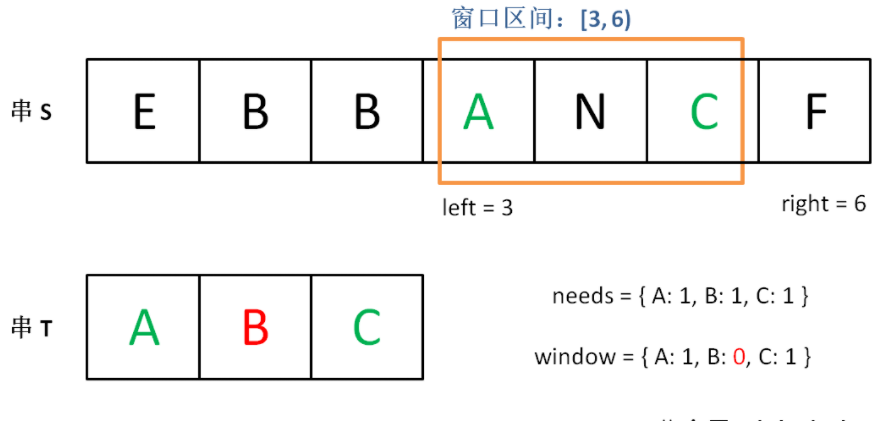 窗口区间：[3, 6)
串 S
E B B A N C F
left = 3
right = 6
needs = { A: 1, B: 1, C: 1 }
串 T
A B C
window = { A: 1, B: 0, C: 1 }